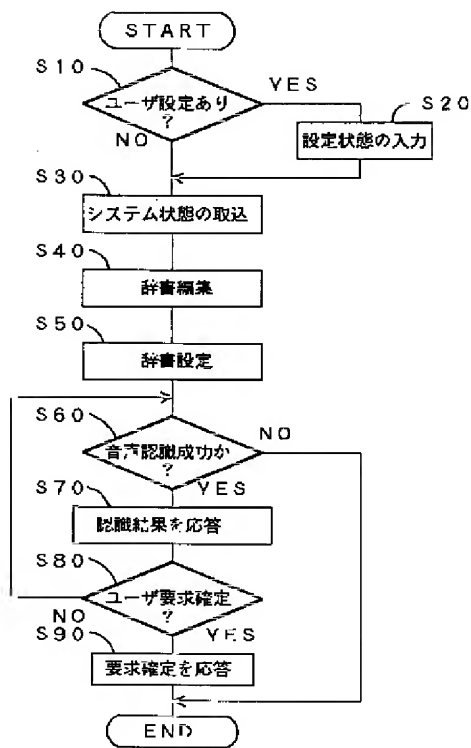 START
S10
ユーザ設定あり
?
YES
NO
S20
設定状態の入力
S30
システム状態の取込
S40
辞書編集
S50
辞書設定
S60
音声認識成功か
?
NO
YES
S70
認識結果を応答
S80
ユーザ要求確定
?
NO
YES
S90
要求確定を応答
END